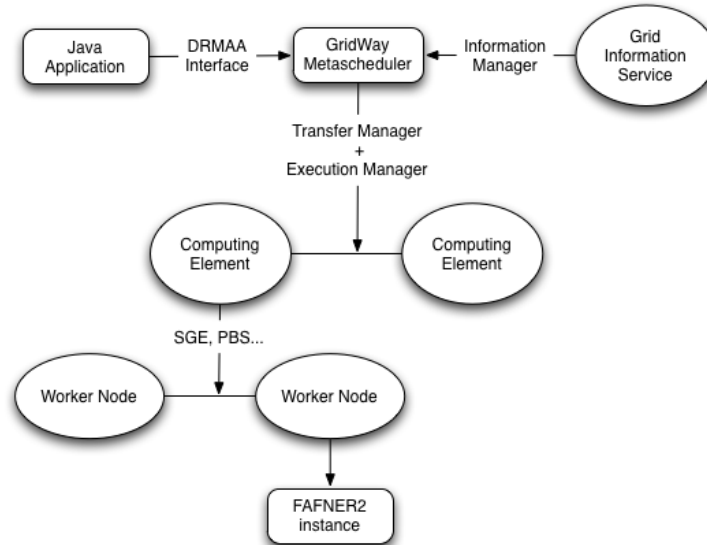 Java
Application
DRMAA
Interface
GridWay
Metascheduler
Information
Manager
Grid
Information
Service
Transfer Manager
+
Execution Manager
Computing
Element
Computing
Element
SGE, PBS...
Worker Node
Worker Node
FAFNER2
instance